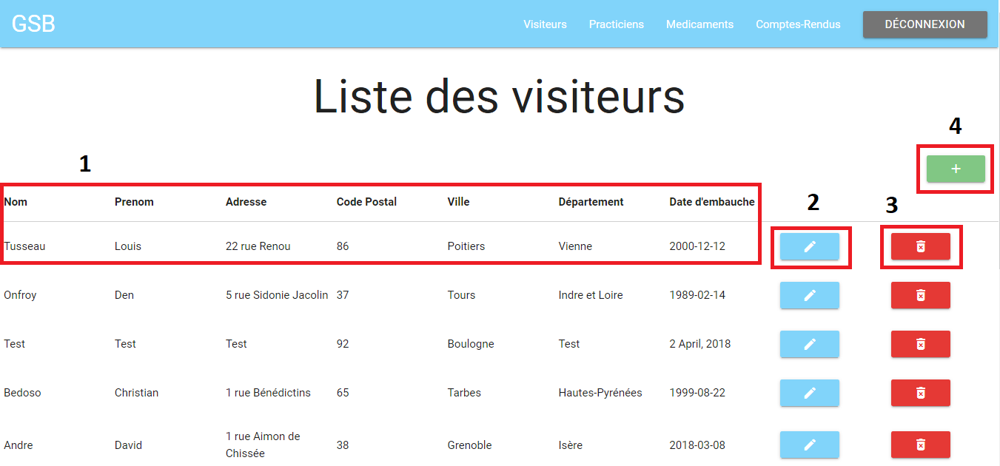 GSB Visiteurs Practiciens Medicaments Comptes-Rendus DÉCONNEXION
Liste des visiteurs
4
1
+
Nom Prenom Adresse Code Postal Ville Département Date d'embauche 2 3
Tusseau Louis 22 rue Renou 86 Poitiers Vienne 2000-12-12
Onfroy Den 5 rue Sidonie Jacolin 37 Tours Indre et Loire 1989-02-14
Test Test Test 92 Boulogne Test 2 April, 2018
Bedoso Christian 1 rue Bénédictins 65 Tarbes Hautes-Pyrénées 1999-08-22
Andre David 1 rue Aimon de Chissée 38 Grenoble Isère 2018-03-08